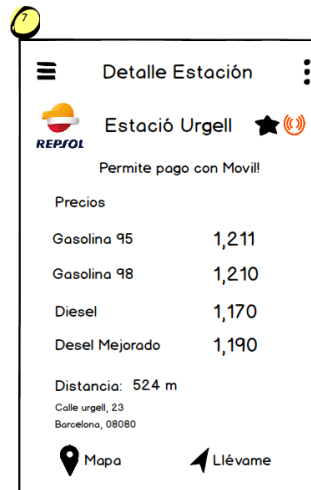 7
Detalle Estación
REPSOL
Estació Urgell
Permite pago con Movil!
Precios
Gasolina 95 1,211
Gasolina 98 1,210
Diesel 1,170
Desel Mejorado 1,190
Distancia: 524 m
Calle urgell, 23
Barcelona, 08080
Mapa Llévame